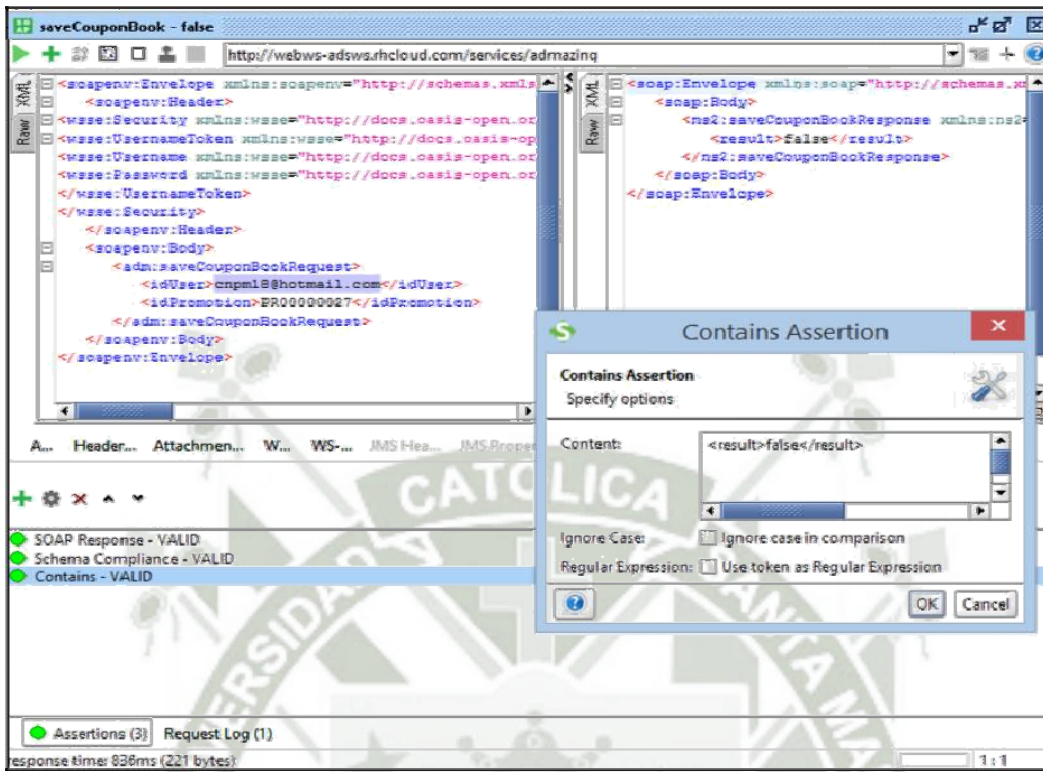 saveCouponBook - false
http://webws-adsws.rhcloud.com/services/admazing
XML
Raw
<soapenv:Envelope xmlns:soapenv="http://schemas.xmls
<soapenv:Header>
<wsse:Security xmlns:wsse="http://docs.oasis-open.or
<wsse:UsernameToken xmlns:wsse="http://docs.oasis-op
<wsse:Username xmlns:wsse="http://docs.oasis-open.or
<wsse:Password xmlns:wsse="http://docs.oasis-open.or
</wsse:UsernameToken>
</wsse:Security>
</soapenv:Header>
<soapenv:Body>
<adm:saveCouponBookRequest>
<idUser>cnpm18@hotmail.com</idUser>
<idPromotion>PR00000027</idPromotion>
</adm:saveCouponBookRequest>
</soapenv:Body>
</soapenv:Envelope>
XML
Raw
<soap:Envelope xmlns:soap="http://schemas.xm
<soap:Body>
<ns2:saveCouponBookResponse xmlns:ns2=
<result>false</result>
</ns2:saveCouponBookResponse>
</soap:Body>
</soap:Envelope>
A... Header... Attachmen... W... WS-... JMS Hea... JMS Proper
SOAP Response - VALID
Schema Compliance - VALID
Contains - VALID
Contains Assertion
Contains Assertion
Specify options
Content: <result>false</result>
Ignore Case: Ignore case in comparison
Regular Expression: Use token as Regular Expression
OK Cancel
Assertions (3) Request Log (1)
response time: 836ms (221 bytes) 1 : 1
CATOLICA
ERSIDAD
ANTA MA